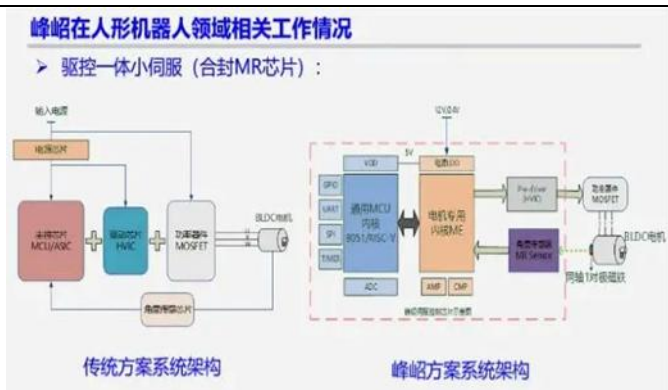 峰岹在人形机器人领域相关工作情况
➢ 驱控一体小伺服（合封MR芯片）：
输入电源
电源芯片
主控芯片
MCU/ASIC
驱动芯片
HVIC
功率器件
MOSFET
BLDC电机
角度传感芯片
传统方案系统架构
12V/24V
5V
VDD
电源LDO
GPIO
UART
SPI
TIMER
通用MCU
内核
8051/RISC-V
电机专用
内核ME
Pre-driver
(HVIC)
功率器件
MOSFET
角度传感器
MR Sensor
BLDC电机
同轴1对极磁铁
ADC
AMP
CMP
峰岹方案系统架构